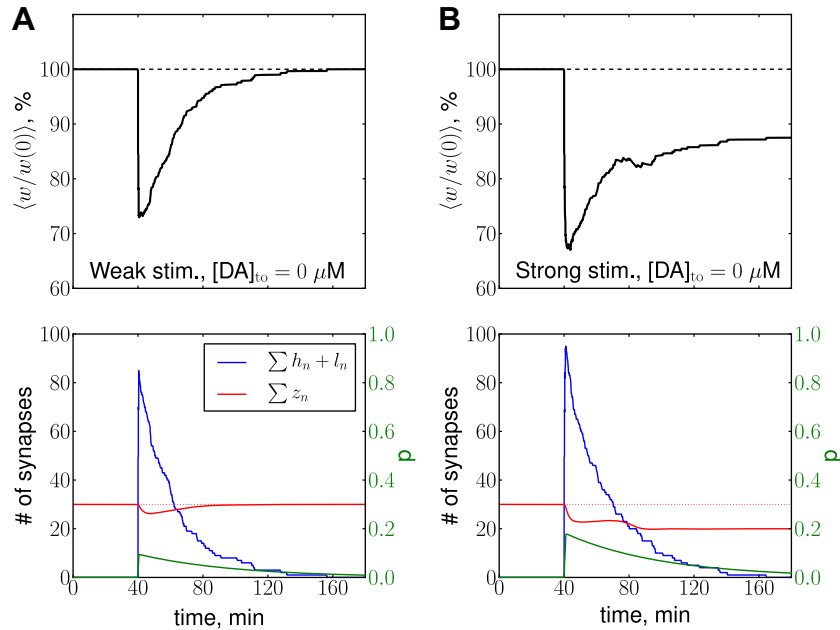 A
⟨w/w(0)⟩, %
100
90
80
70
60
Weak stim., [DA]to = 0 μM
B
⟨w/w(0)⟩, %
100
90
80
70
60
Strong stim., [DA]to = 0 μM
# of synapses
100
80
60
40
20
0
∑ hn + ln
∑ zn
1.0
0.8
0.6
0.4
0.2
0.0
p
0 40 80 120 160
time, min
# of synapses
100
80
60
40
20
0
1.0
0.8
0.6
0.4
0.2
0.0
p
0 40 80 120 160
time, min